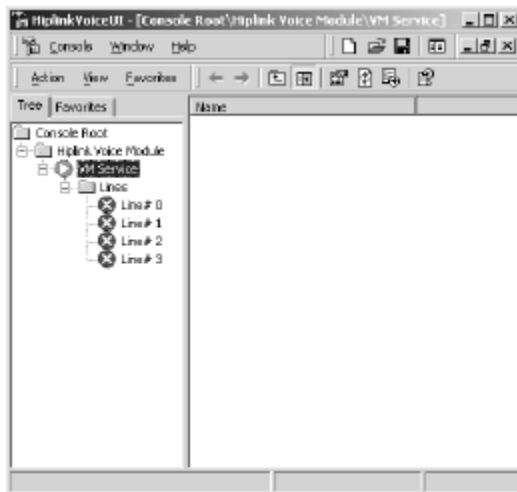 HiplinkVoiceUI - [Console Root\Hiplink Voice Module\VM Service]
Console Window Help
Action View Favorites
Tree Favorites
Name
Console Root
Hiplink Voice Module
VM Service
Lines
Line# 0
Line# 1
Line# 2
Line# 3